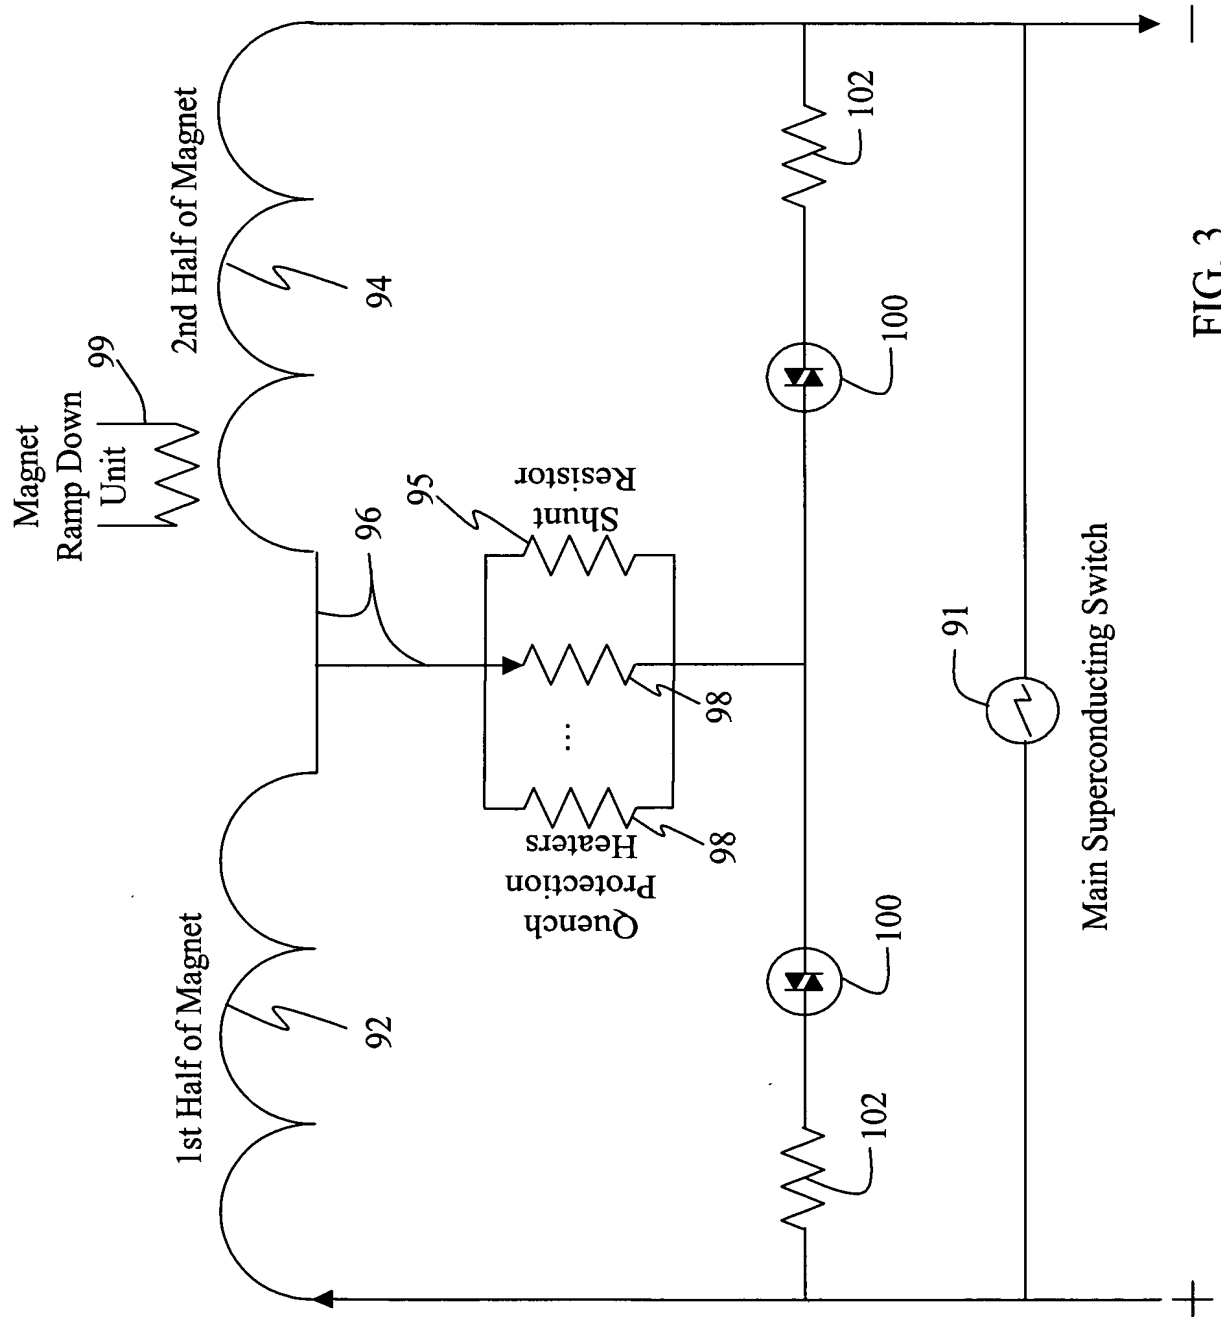 Magnet
Ramp Down
Unit
99
1st Half of Magnet
2nd Half of Magnet
92
94
96
95
Shunt
Resistor
Quench
Protection
Heaters
98
...
98
102
100
100
102
91
Main Superconducting Switch
+
–
FIG. 3